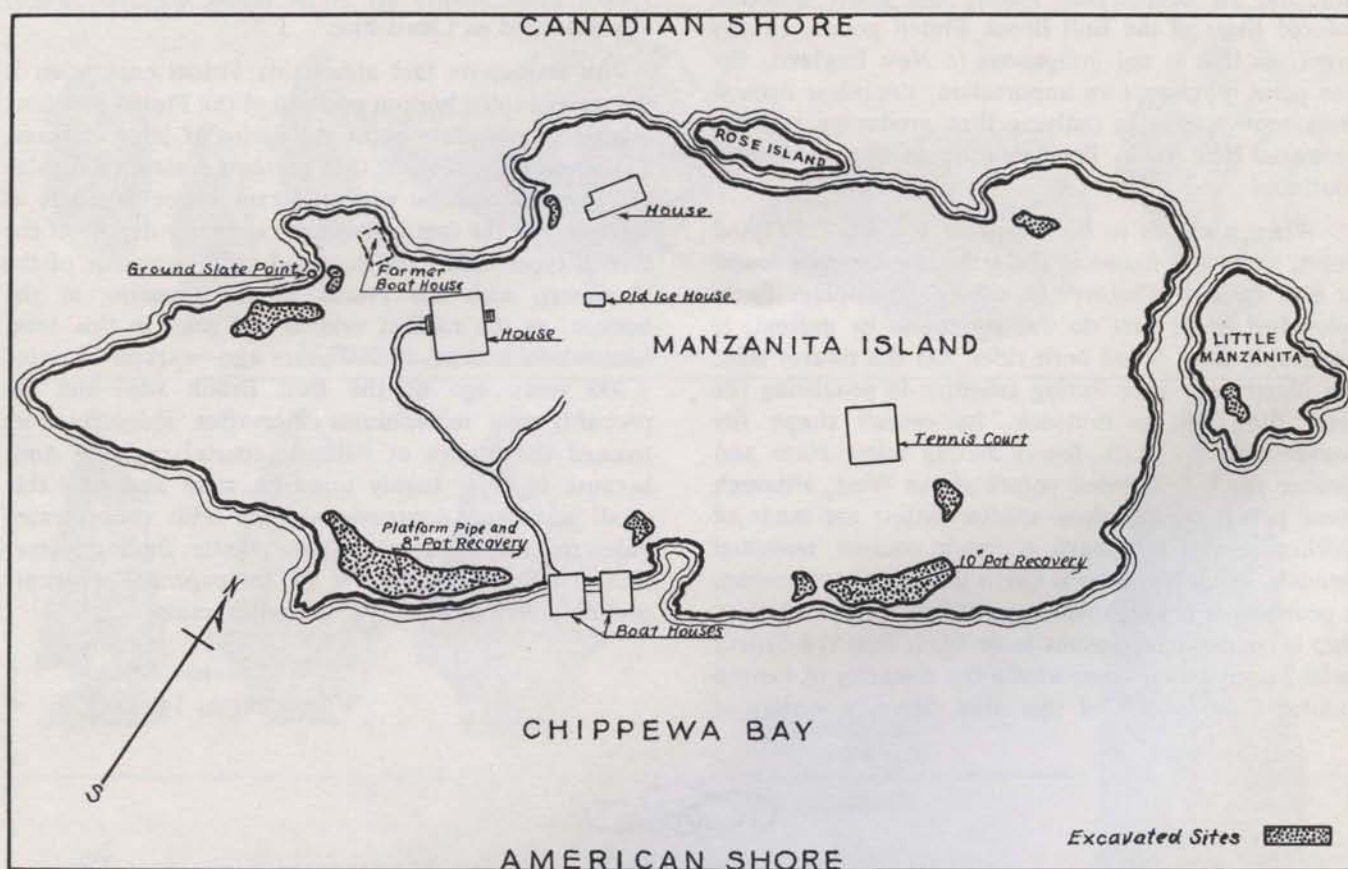 CANADIAN SHORE
ROSE ISLAND
House
Ground Slate Point
Former
Boat House
Old Ice House
House
MANZANITA ISLAND
LITTLE
MANZANITA
Tennis Court
Platform Pipe and
8" Pot Recovery
10" Pot Recovery
Boat Houses
S
CHIPPEWA BAY
Excavated Sites
AMERICAN SHORE